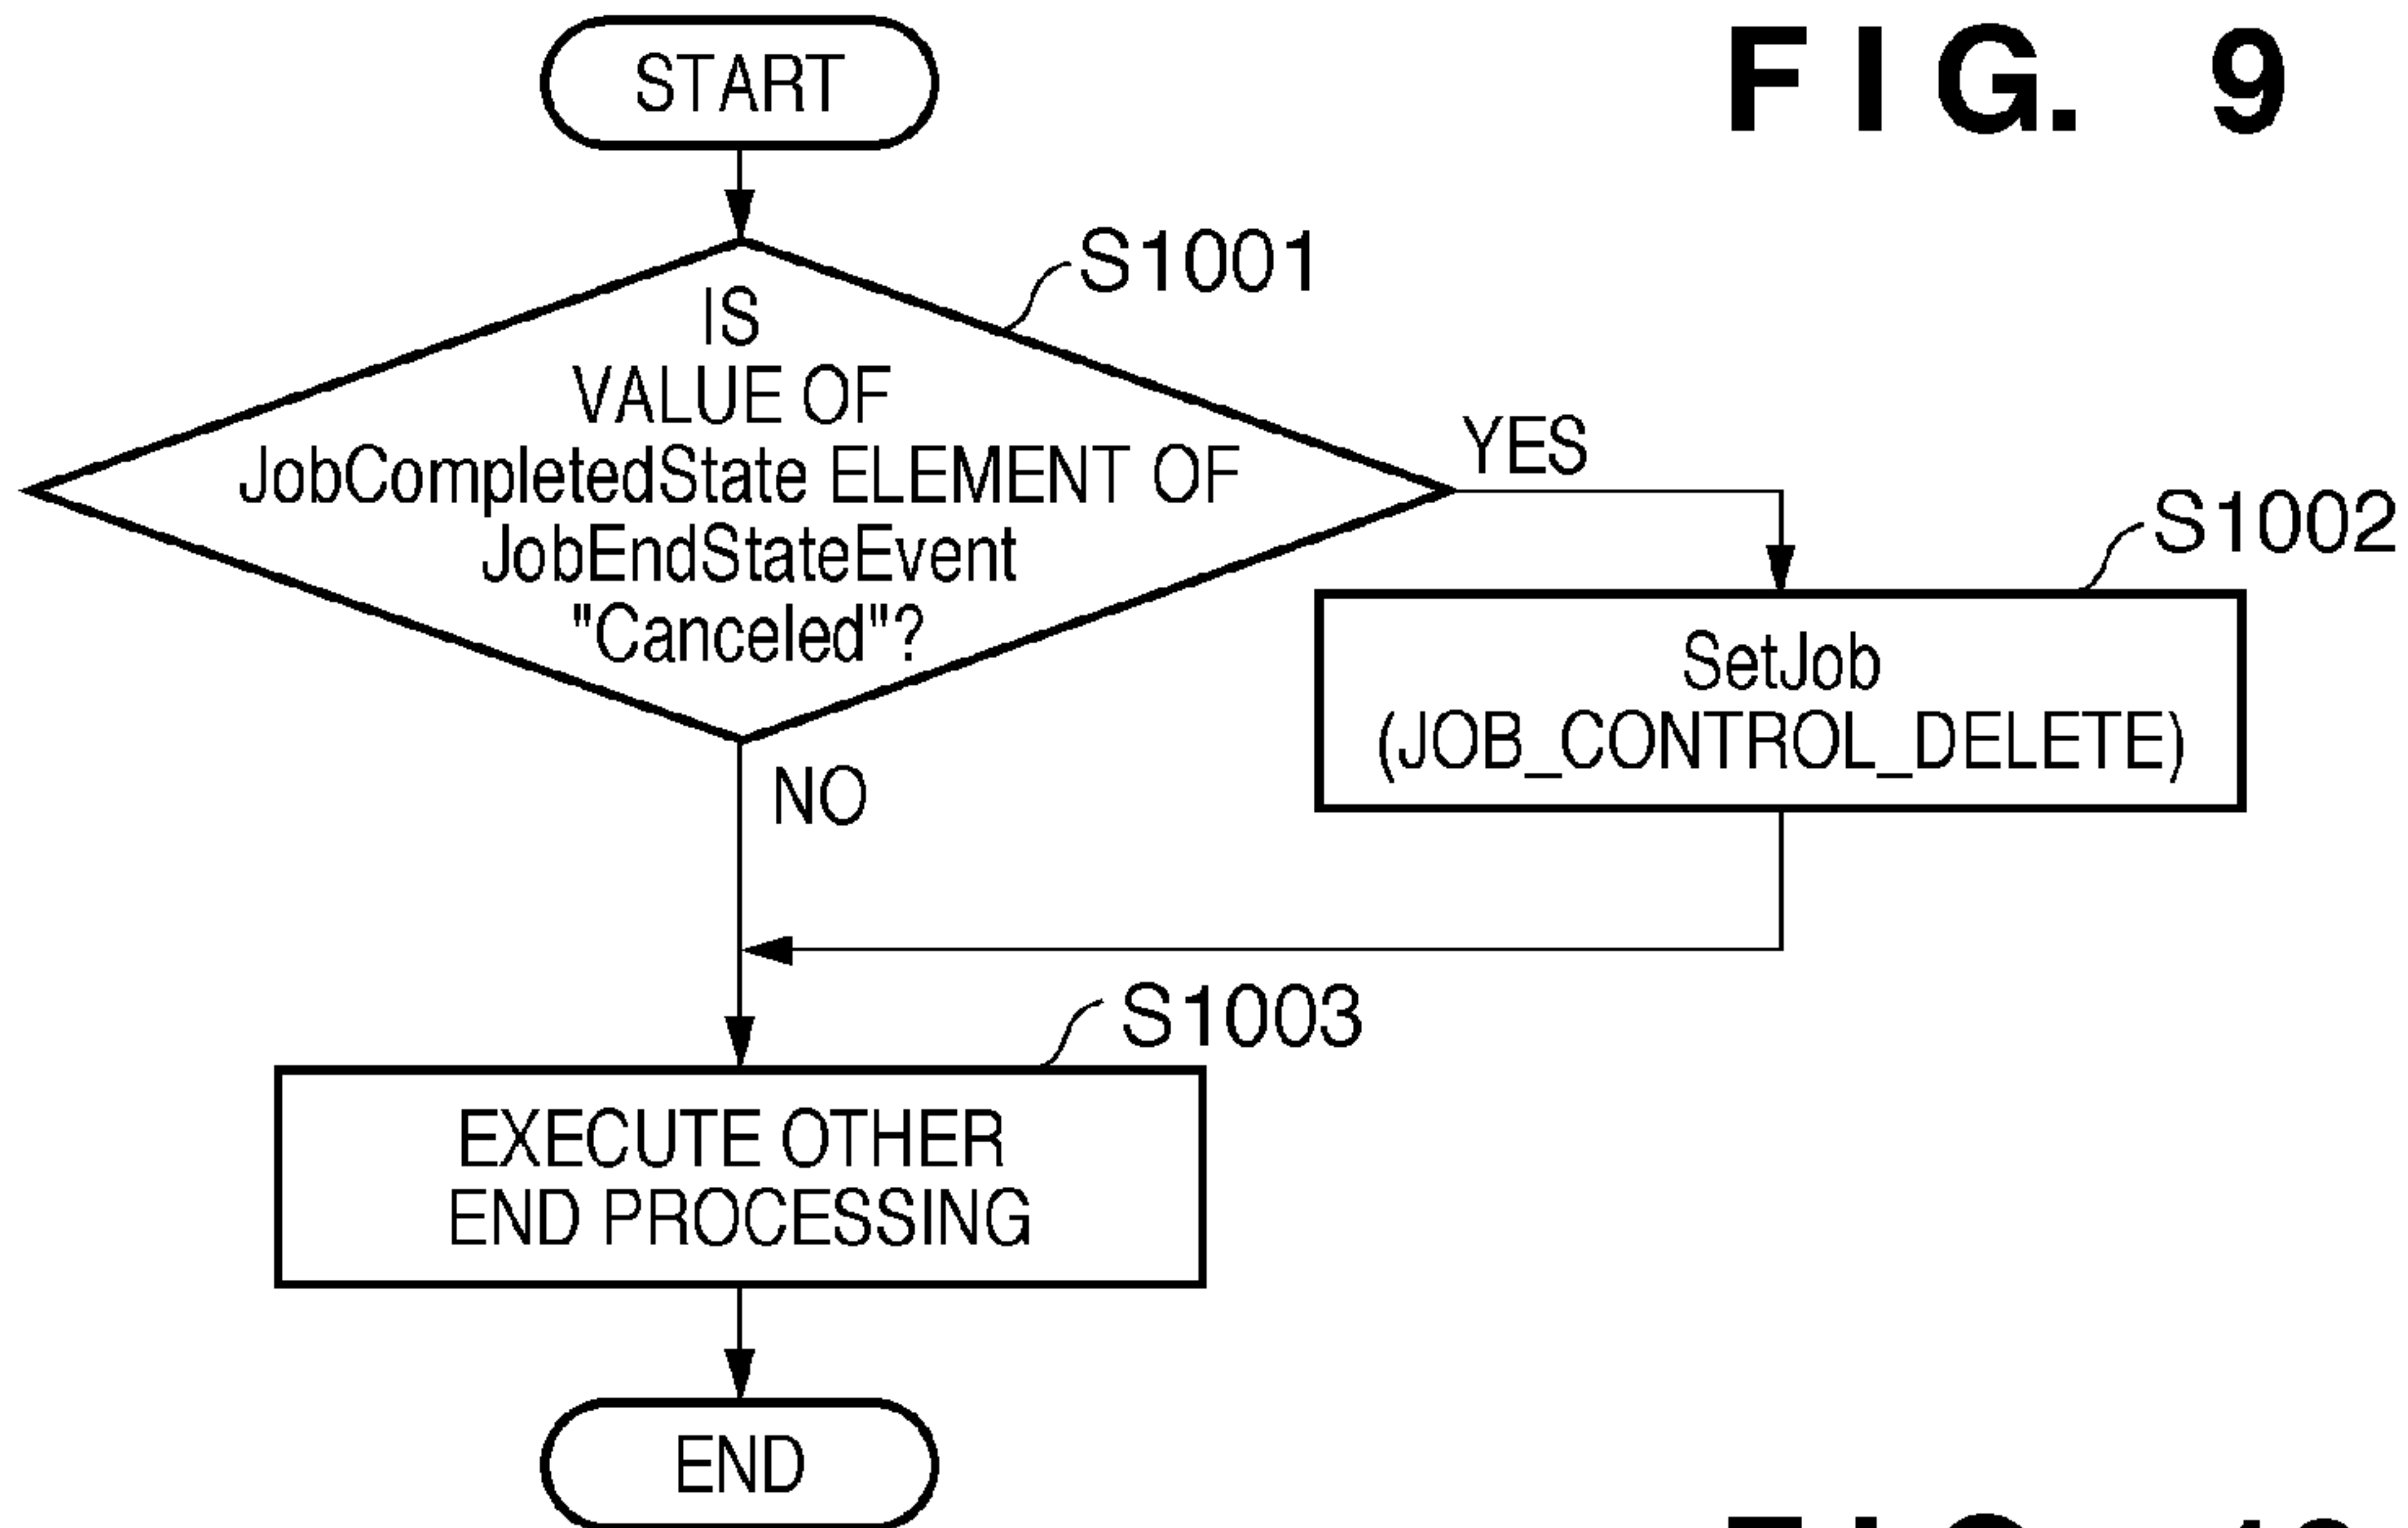 FIG. 9
START
S1001
IS
VALUE OF
JobCompletedState ELEMENT OF
JobEndStateEvent
"Canceled"?
YES
S1002
SetJob
(JOB_CONTROL_DELETE)
NO
S1003
EXECUTE OTHER
END PROCESSING
END